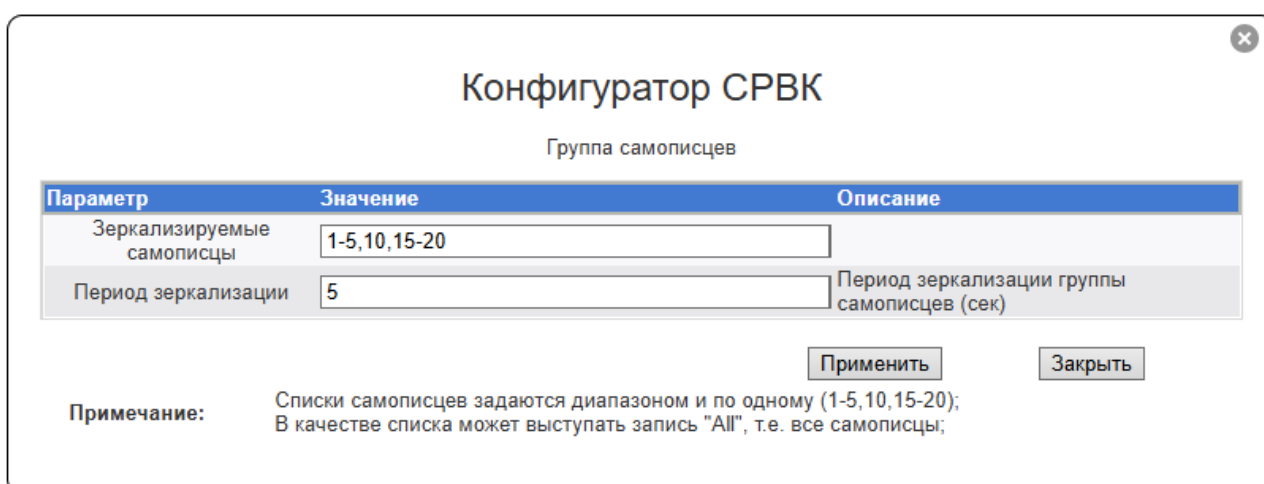 Конфигуратор СРВК
Группа самописцев
Параметр Значение Описание
Зеркализируемые
самописцы
1-5,10,15-20
Период зеркализации 5 Период зеркализации группы
самописцев (сек)
Применить Закрыть
Примечание: Списки самописцев задаются диапазоном и по одному (1-5,10,15-20);
В качестве списка может выступать запись "All", т.е. все самописцы;